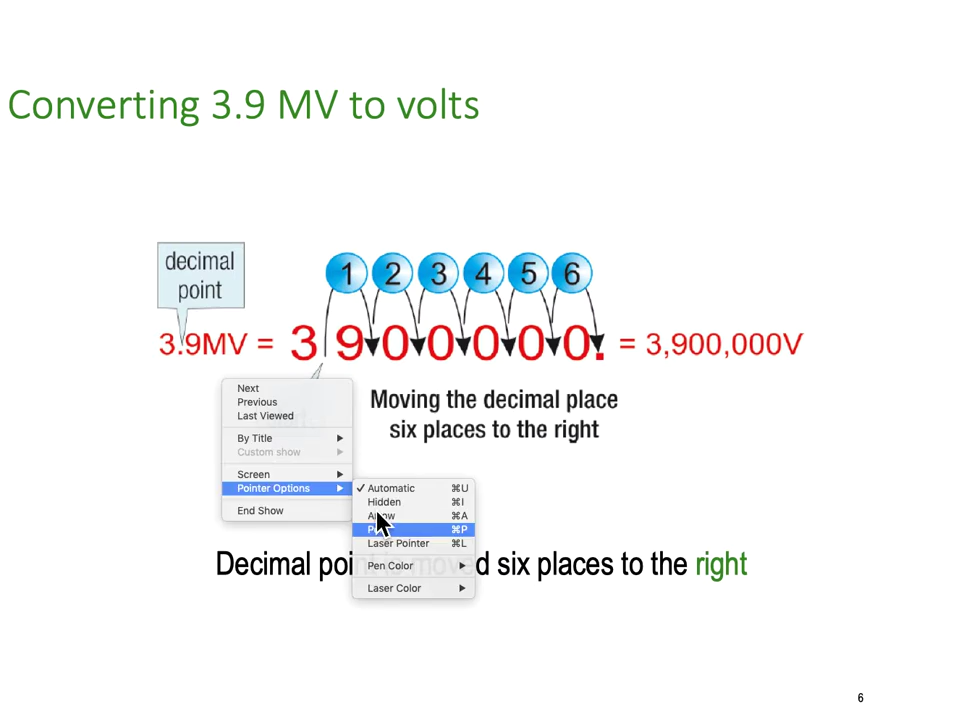 Converting 3.9 MV to volts
decimal
point
1 2 3 4 5 6
3.9MV = 3 9 0 0 0 0 0. = 3,900,000V
Moving the decimal place
six places to the right
Next
Previous
Last Viewed
By Title
Custom show
Screen
Pointer Options
End Show
Automatic ⌘U
Hidden ⌘I
Arrow ⌘A
⌘P
Laser Pointer ⌘L
Pen Color
Laser Color
Decimal point is moved six places to the right
6